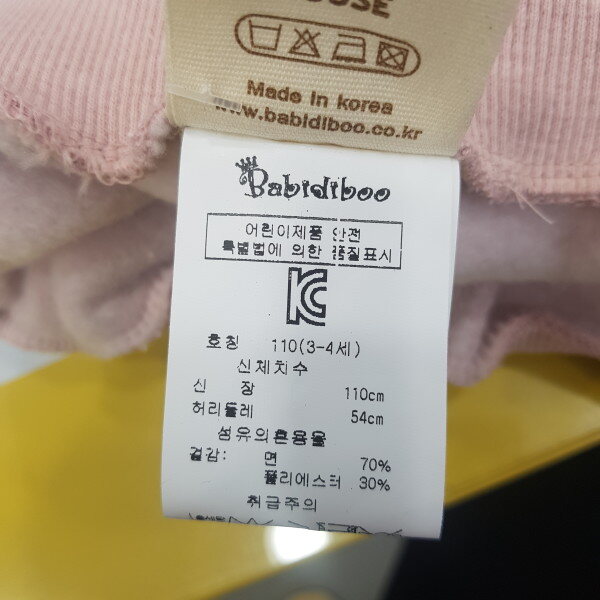 OUSE
Made in korea
www.babidiboo.co.kr
Babidiboo
어린이제품 안전
특별법에 의한 품질표시
KC
호칭 110(3-4세)
신체치수
신 장 110cm
허리둘레 54cm
섬유의혼용율
겉감: 면 70%
폴리에스터 30%
취급주의